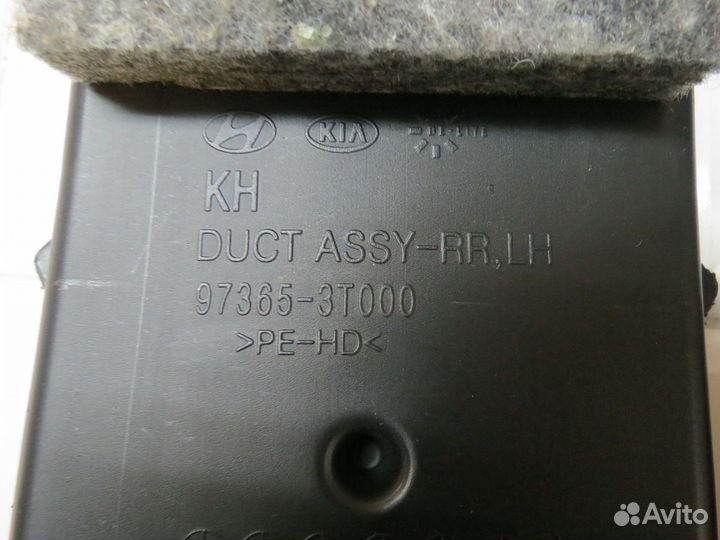 KIA
KH
DUCT ASSY-RR,LH
97365-3T000
>PE-HD<
Avito